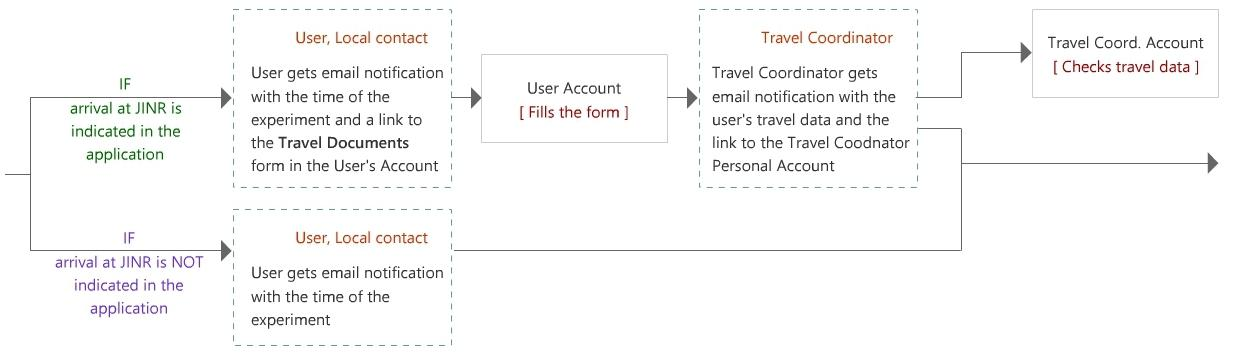 IF
arrival at JINR is
indicated in the
application
User, Local contact
User gets email notification
with the time of the
experiment and a link to
the Travel Documents
form in the User's Account
User Account
[ Fills the form ]
Travel Coordinator
Travel Coordinator gets
email notification with the
user's travel data and the
link to the Travel Coodnator
Personal Account
Travel Coord. Account
[ Checks travel data ]
IF
arrival at JINR is NOT
indicated in the
application
User, Local contact
User gets email notification
with the time of the
experiment